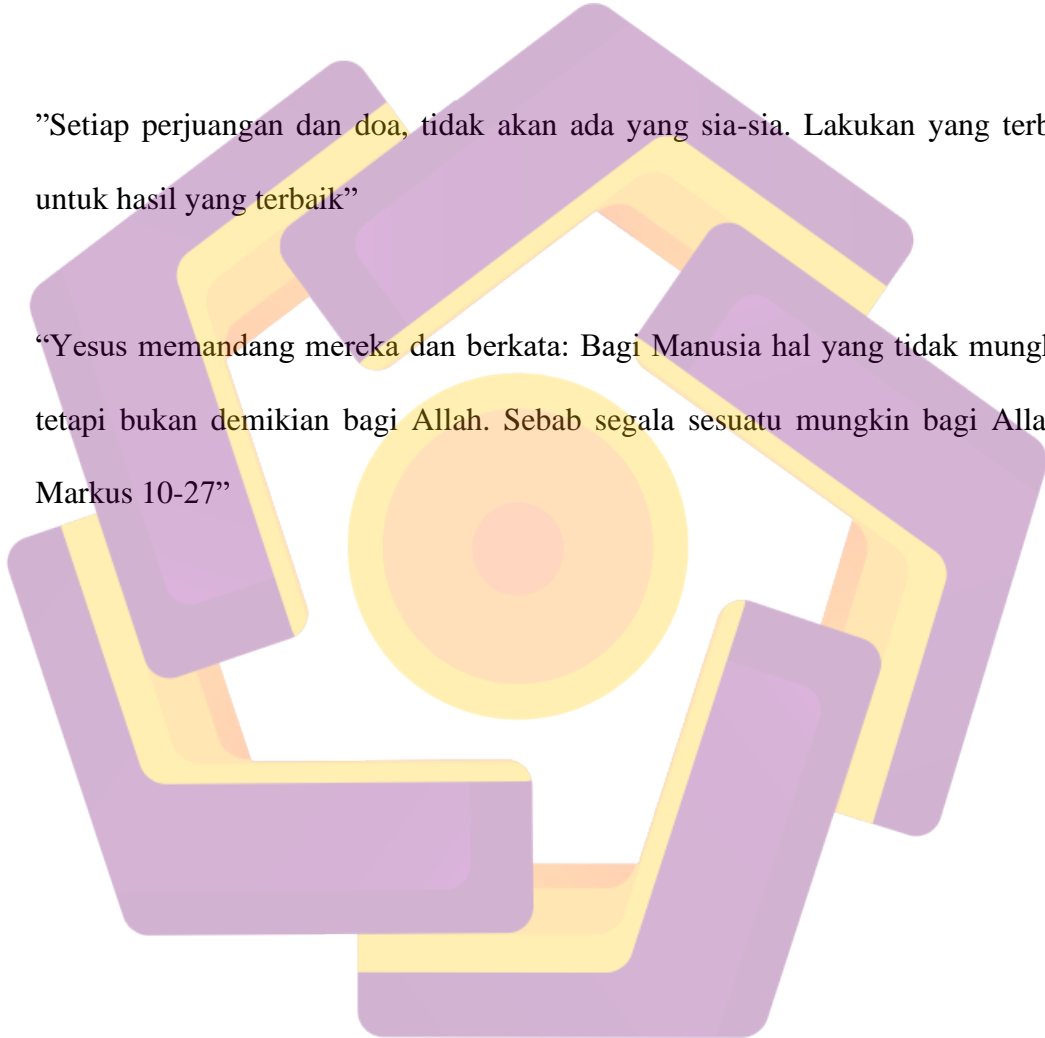 ”Setiap perjuangan dan doa, tidak akan ada yang sia-sia. Lakukan yang
untuk hasil yang terbaik”
“Yesus memandang mereka dan berkata: Bagi Manusia hal yang tidak
tetapi bukan demikian bagi Allah. Sebab segala sesuatu mungkin bagi
Markus 10-27”